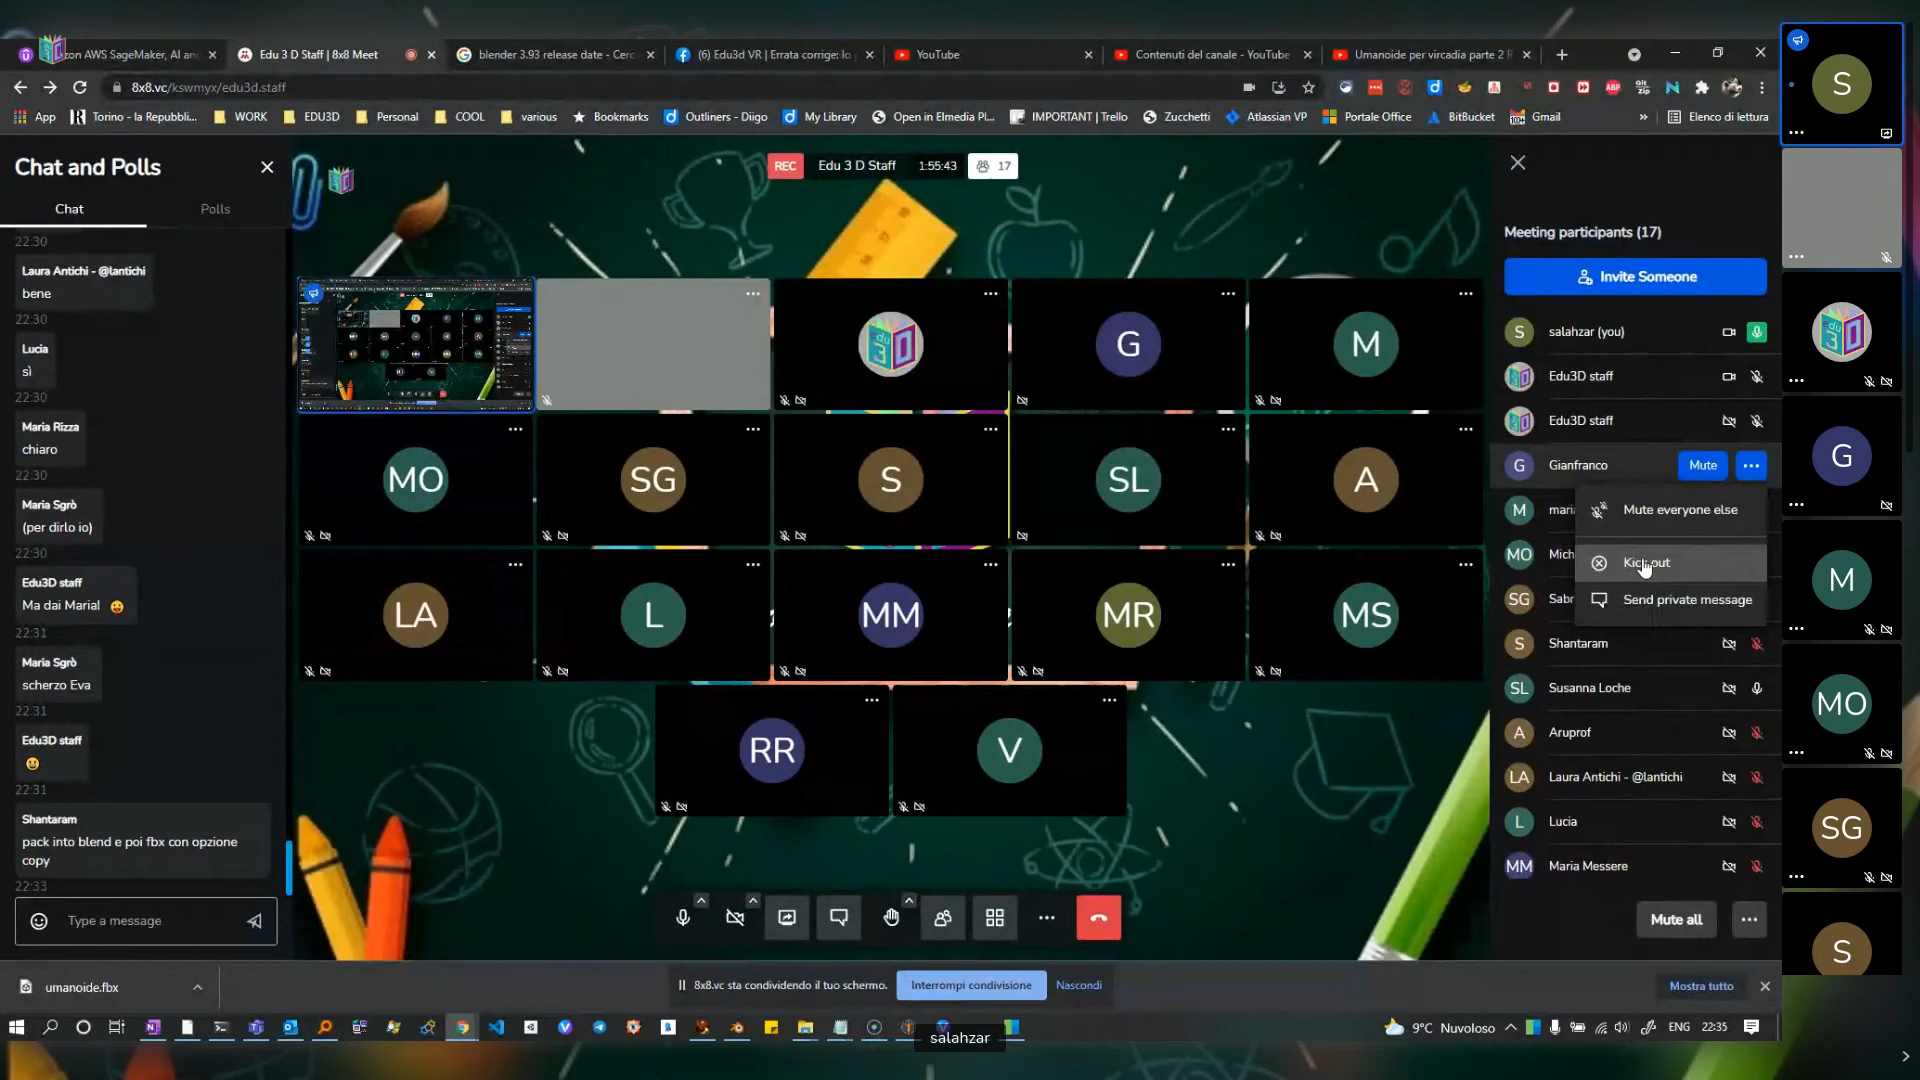 zon AWS SageMaker, AI an
Edu 3 D Staff | 8x8 Meet
blender 3.93 release date - Cerc
(6) Edu3d VR | Errata corrige: lo
YouTube
Contenuti del canale - YouTube
Umanoide per vircadia parte 2
8x8.vc/kswmyx/edu3d.staff
App
Torino - la Repubbli...
WORK
EDU3D
Personal
COOL
various
Bookmarks
Outliners - Diigo
My Library
Open in Elmedia Pl...
IMPORTANT | Trello
Zucchetti
Atlassian VP
Portale Office
BitBucket
Gmail
»
Elenco di lettura
Chat and Polls
Chat
Polls
22:30
Laura Antichi - @lantichi
bene
22:30
Lucia
sì
22:30
Maria Rizza
chiaro
22:30
Maria Sgrò
(per dirlo io)
22:30
Edu3D staff
Ma dai Marial
22:31
Maria Sgrò
scherzo Eva
22:31
Edu3D staff
22:31
Shantaram
pack into blend e poi fbx con opzione
copy
22:33
Type a message
REC
Edu 3 D Staff
1:55:43
17
G
M
MO
SG
S
SL
A
LA
L
MM
MR
MS
RR
V
Meeting participants (17)
Invite Someone
S
salahzar (you)
Edu3D staff
Edu3D staff
G
Gianfranco
Mute
M
maria
Mute everyone else
MO
Mich
Kick out
SG
Sabr
Send private message
S
Shantaram
SL
Susanna Loche
A
Aruprof
LA
Laura Antichi - @lantichi
L
Lucia
MM
Maria Messere
Mute all
S
G
M
MO
SG
S
umanoide.fbx
8x8.vc sta condividendo il tuo schermo.
Interrompi condivisione
Nascondi
Mostra tutto
9°C Nuvoloso
ENG
22:35
salahzar